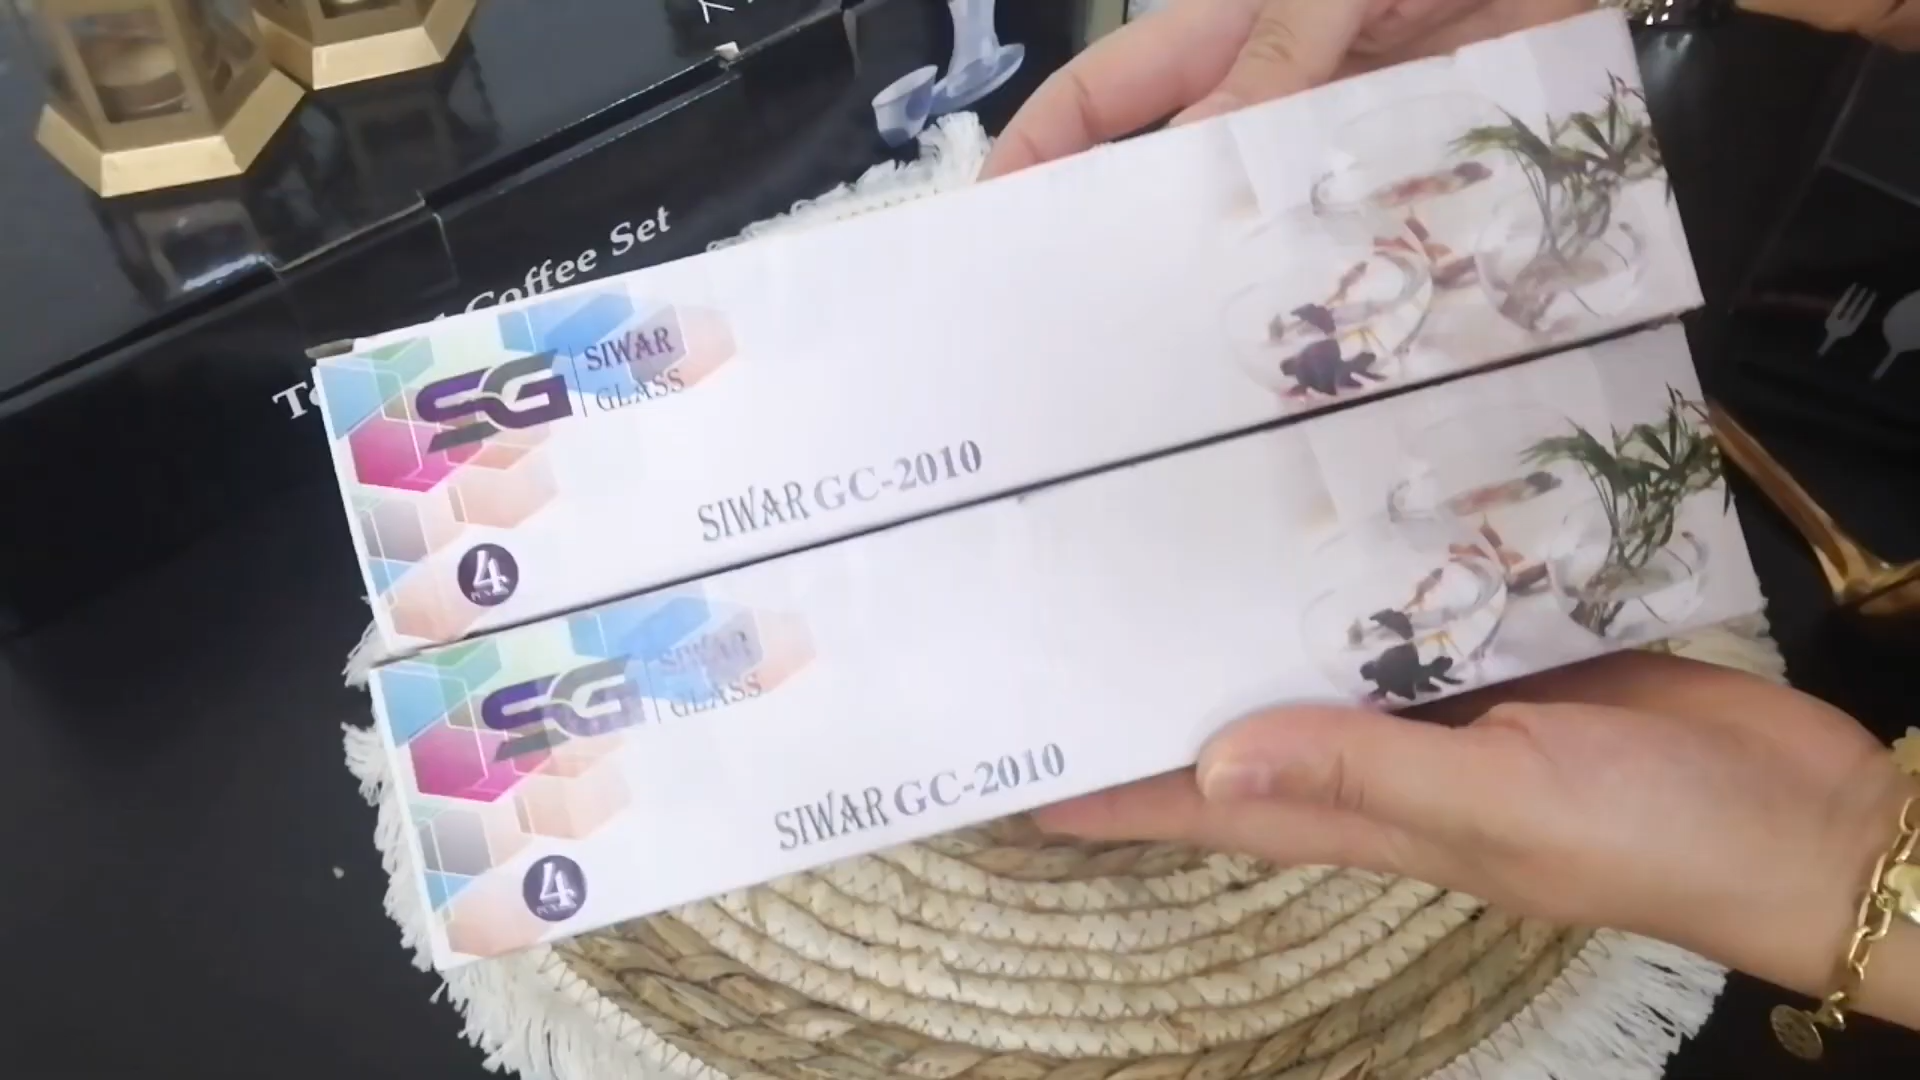 Coffee Set
SG
SIWAR
GLASS
SIWAR GC-2010
4
SG
SIWAR
GLASS
SIWAR GC-2010
4